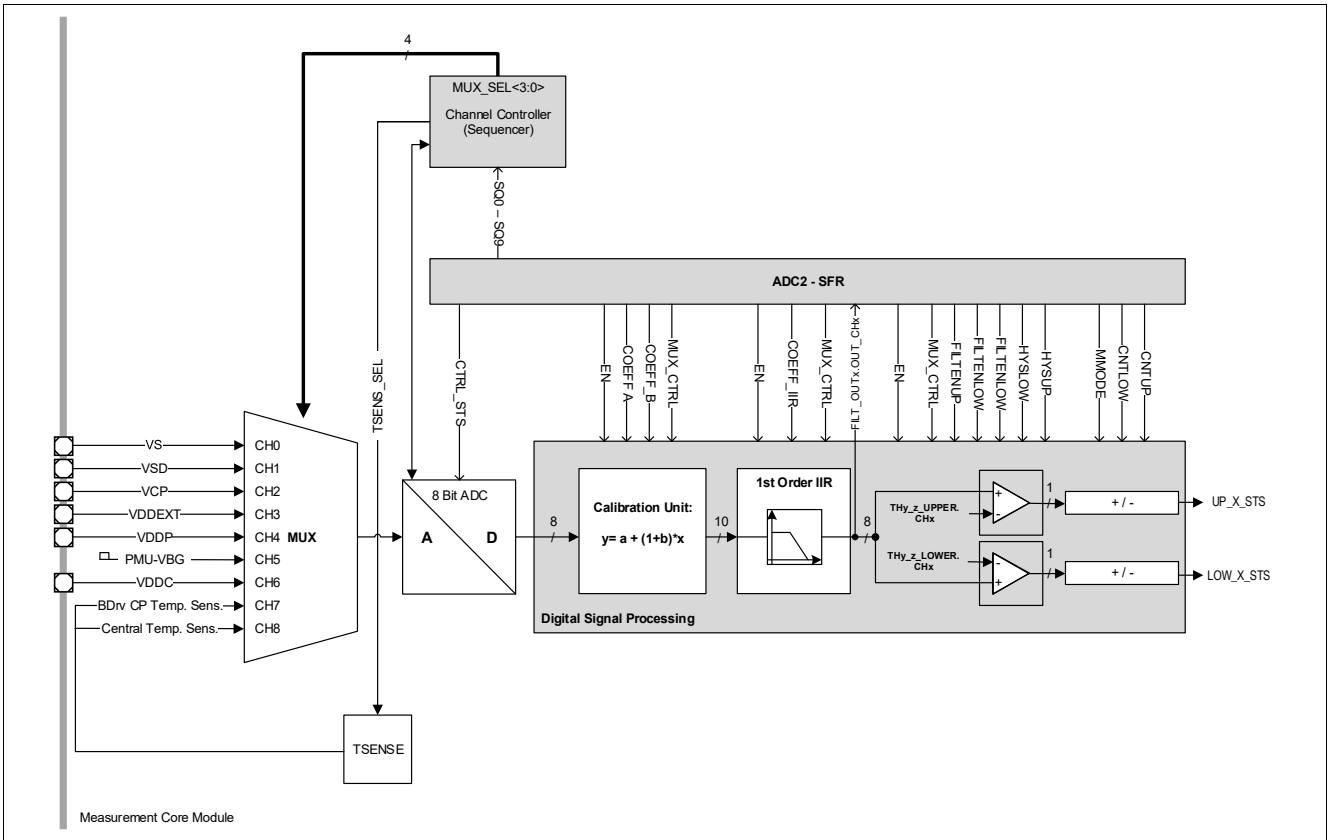 4
MUX_SEL<3:0>
Channel Controller
(Sequencer)
SQ0 – SQ9
TSENS_SEL
ADC2 - SFR
CTRL_STS
EN
COEFF_A
COEFF_B
MUX_CTRL
EN
COEFF_IIR
MUX_CTRL
FILT_OUTx.OUT_CHx
EN
MUX_CTRL
FILTENUP
FILTENLOW
FILTENLOW
HYSLOW
HYSUP
MMODE
CNTLOW
CNTUP
VS
CH0
VSD
CH1
VCP
CH2
VDDEXT
CH3
VDDP
CH4
MUX
PMU-VBG
CH5
VDDC
CH6
BDrv CP Temp. Sens.
CH7
Central Temp. Sens.
CH8
8 Bit ADC
A
D
8
Calibration Unit:
y= a + (1+b)*x
10
1st Order IIR
8
THy_z_UPPER.
CHx
+
-
1
+ / -
UP_X_STS
THy_z_LOWER.
CHx
-
+
1
+ / -
LOW_X_STS
Digital Signal Processing
TSENSE
Measurement Core Module